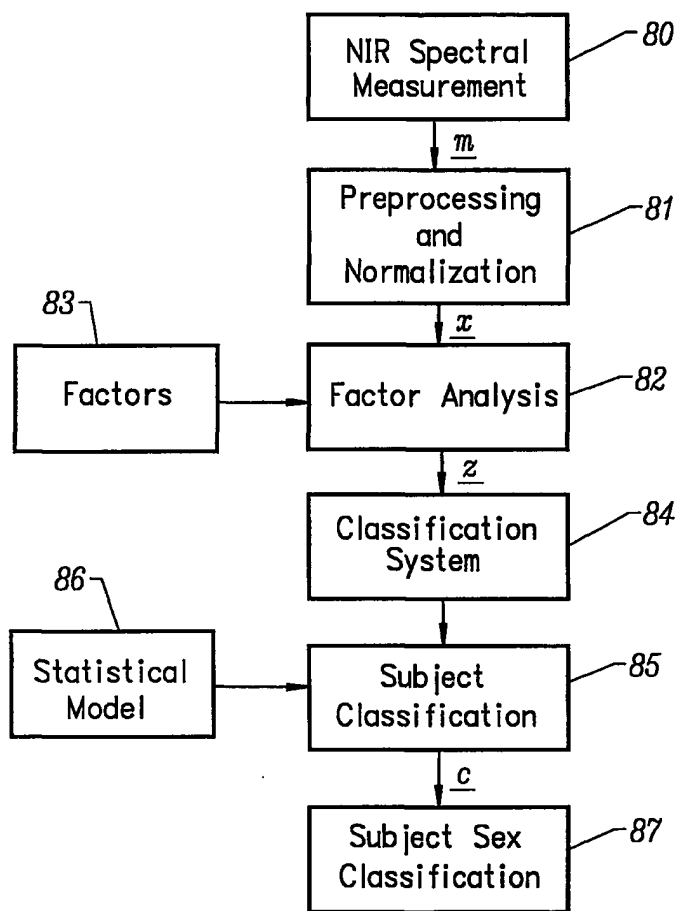 NIR Spectral
Measurement
80
m
Preprocessing
and
Normalization
81
x
83
Factors
Factor Analysis
82
z
Classification
System
84
86
Statistical
Model
Subject
Classification
85
c
Subject Sex
Classification
87